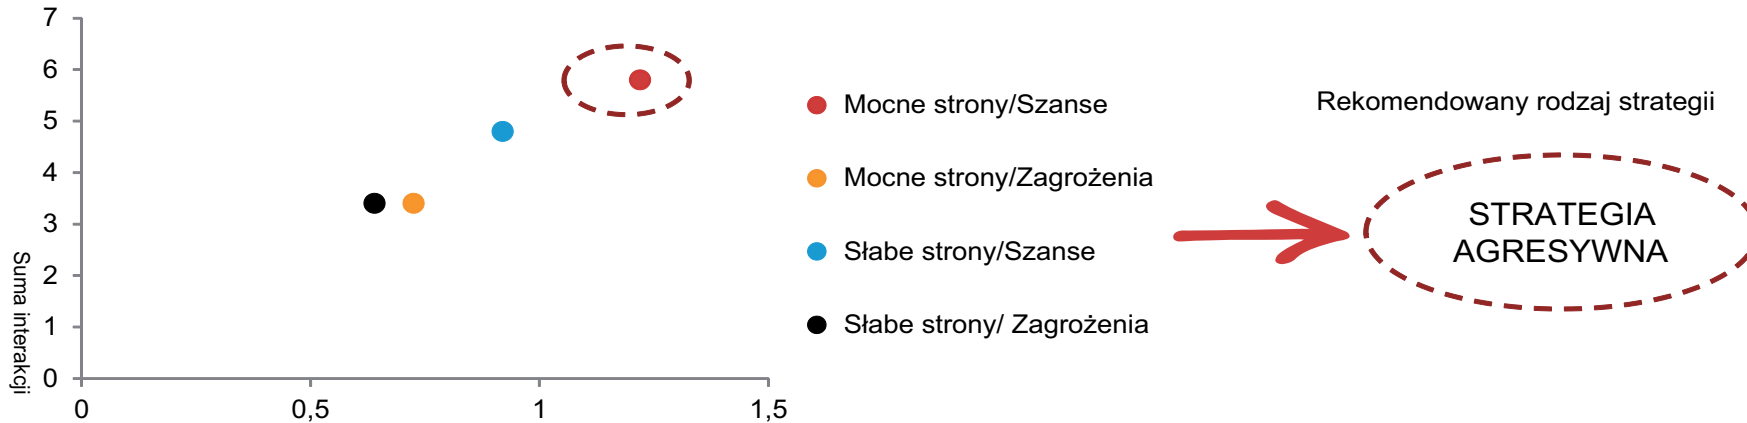 7
6
5
4
3
2
1
0
Suma interakcji
0
0,5
1
1,5
Mocne strony/Szanse
Mocne strony/Zagrożenia
Słabe strony/Szanse
Słabe strony/ Zagrożenia
Rekomendowany rodzaj strategii
STRATEGIA
AGRESYWNA